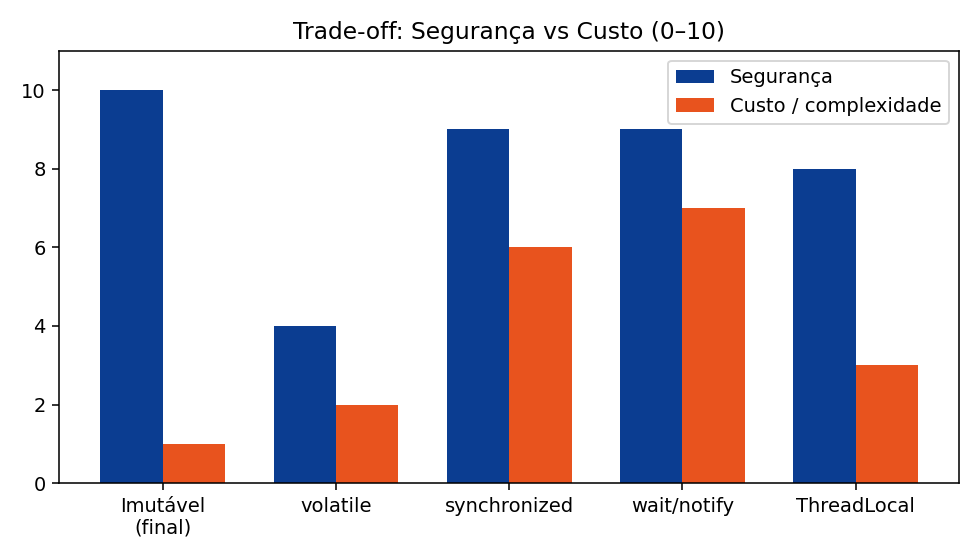 Trade-off: Segurança vs Custo (0–10)
Segurança
Custo / complexidade
10
8
6
4
2
0
Imutável
(final)
volatile
synchronized
wait/notify
ThreadLocal